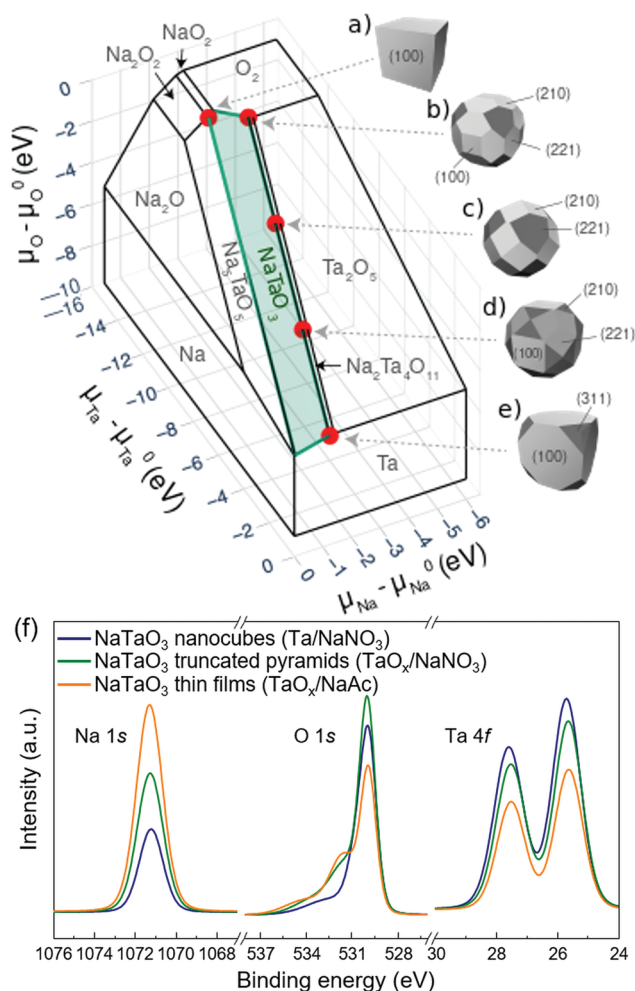 a)
(100)
NaO₂
Na₂O₂
O₂
b)
(210)
(221)
(100)
c)
(210)
(221)
d)
(210)
(100)
(221)
e)
(311)
(100)
Na₂O
Na₅TaO₅
NaTaO₃
Ta₂O₅
Na₂Ta₄O₁₁
Na
Ta
μO - μO⁰ (eV)
0
−2
−4
−6
−8
−10
μTa - μTa⁰ (eV)
−16
−14
−12
−10
−8
−6
−4
−2
0
μNa - μNa⁰ (eV)
0
−1
−2
−3
−4
−5
−6
(f)
NaTaO₃ nanocubes (Ta/NaNO₃)
NaTaO₃ truncated pyramids (TaOₓ/NaNO₃)
NaTaO₃ thin films (TaOₓ/NaAc)
Na 1s
O 1s
Ta 4f
Intensity (a.u.)
1076 1074 1072 1070 1068 537 534 531 528 30 28 26 24
Binding energy (eV)